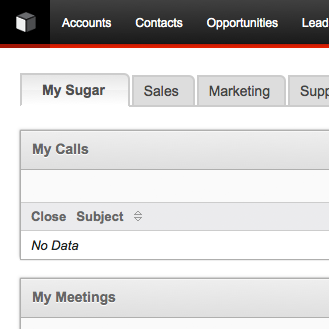 Accounts Contacts Opportunities Lead
My Sugar Sales Marketing Supp
My Calls
Close Subject
No Data
My Meetings